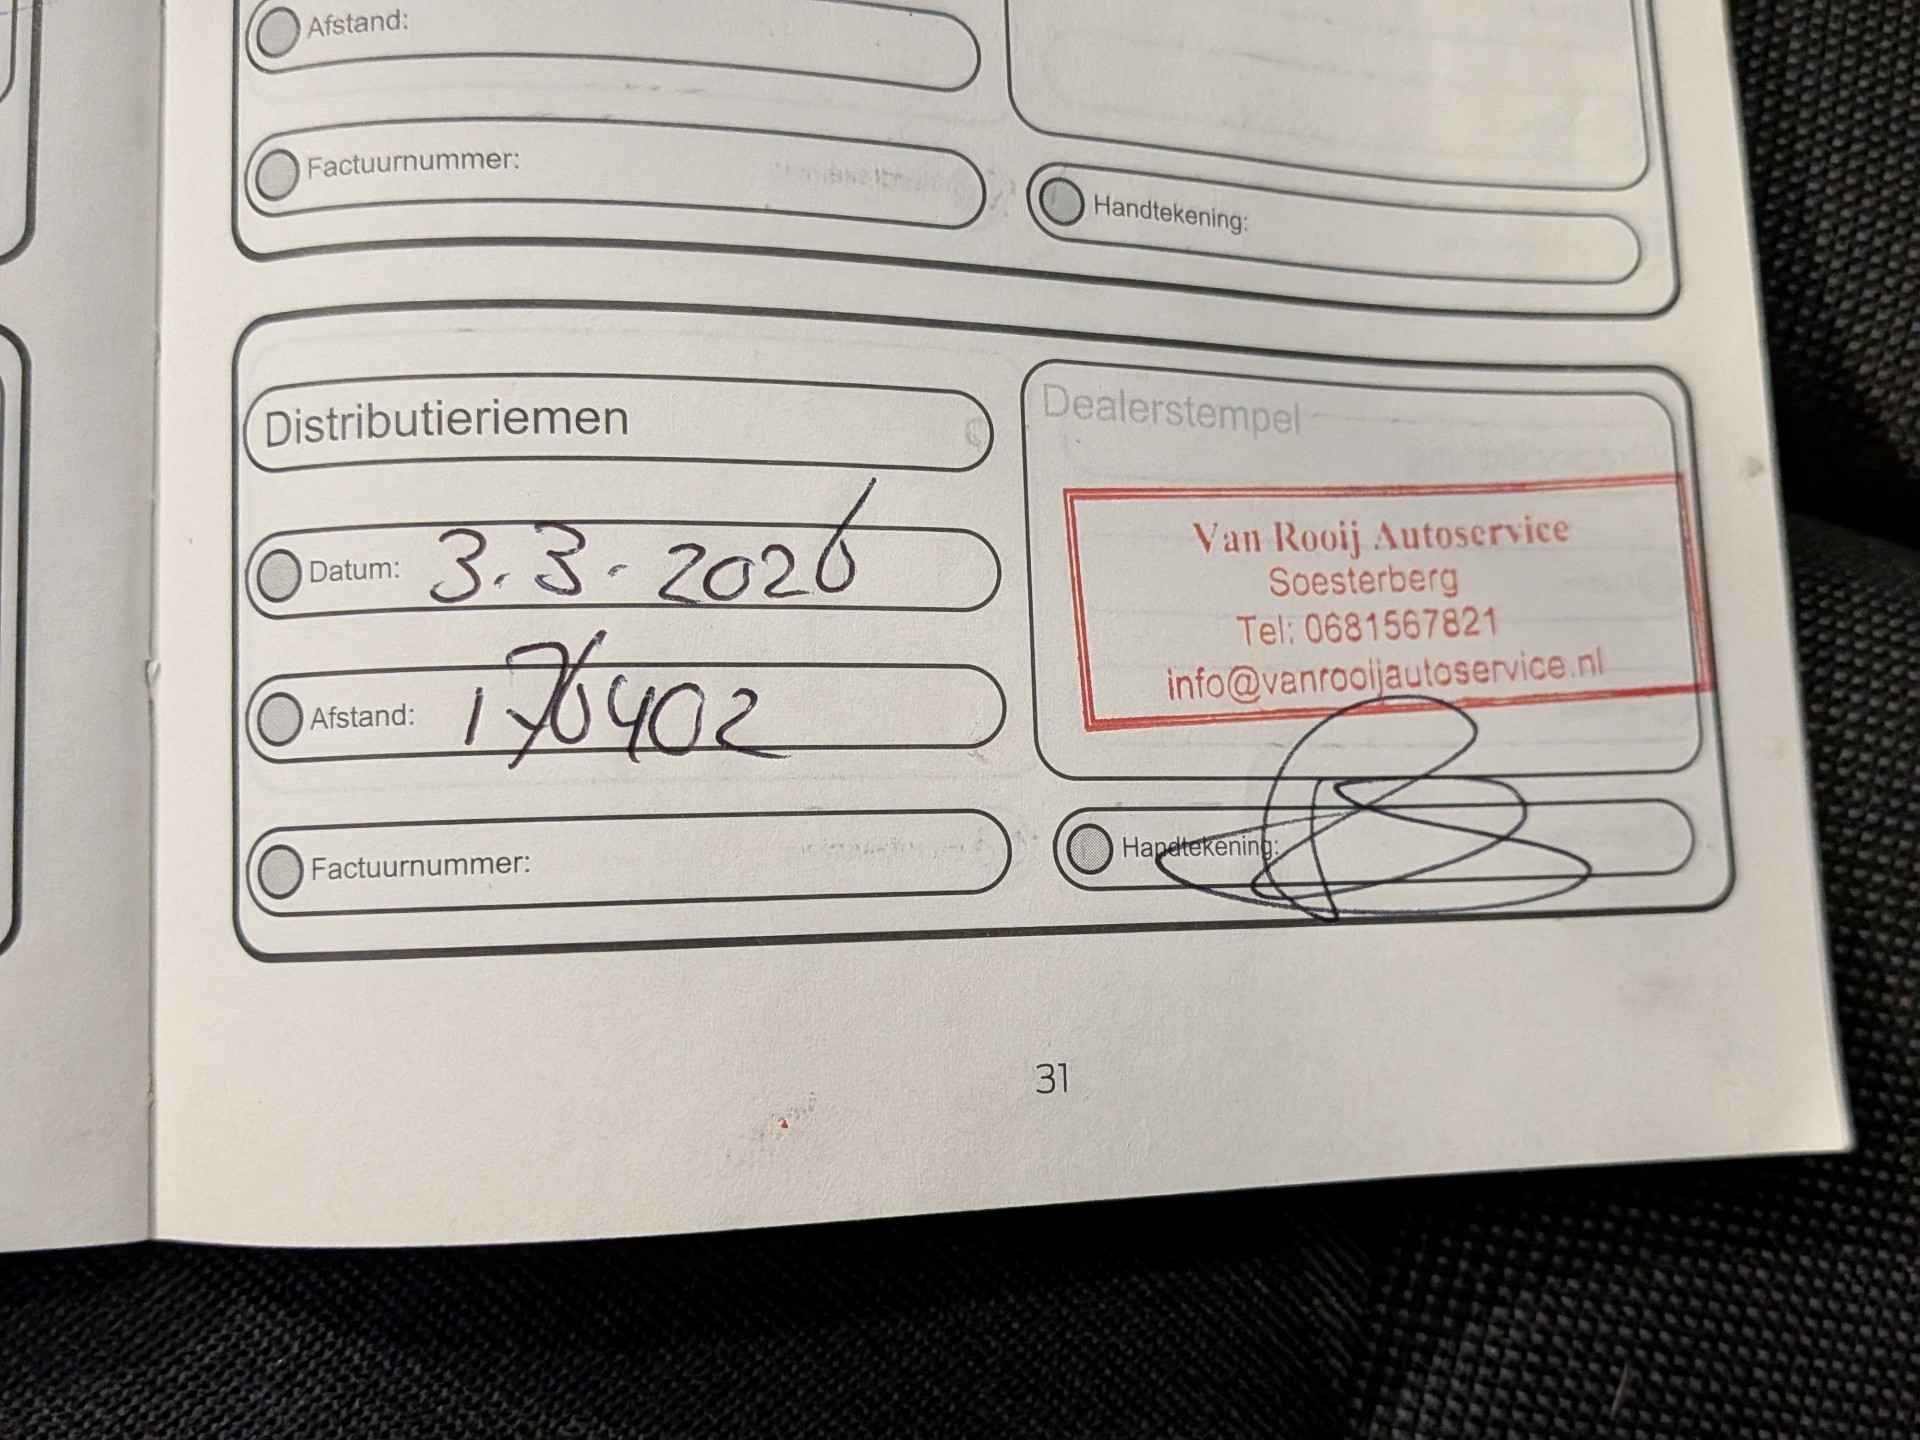 Afstand:
Factuurnummer:
Handtekening:
Distributieriemen
Dealerstempel
Datum: 3.3.2026
Van Rooij Autoservice
Soesterberg
Tel: 0681567821
info@vanrooijautoservice.nl
Afstand: 176402
Factuurnummer:
Handtekening:
31